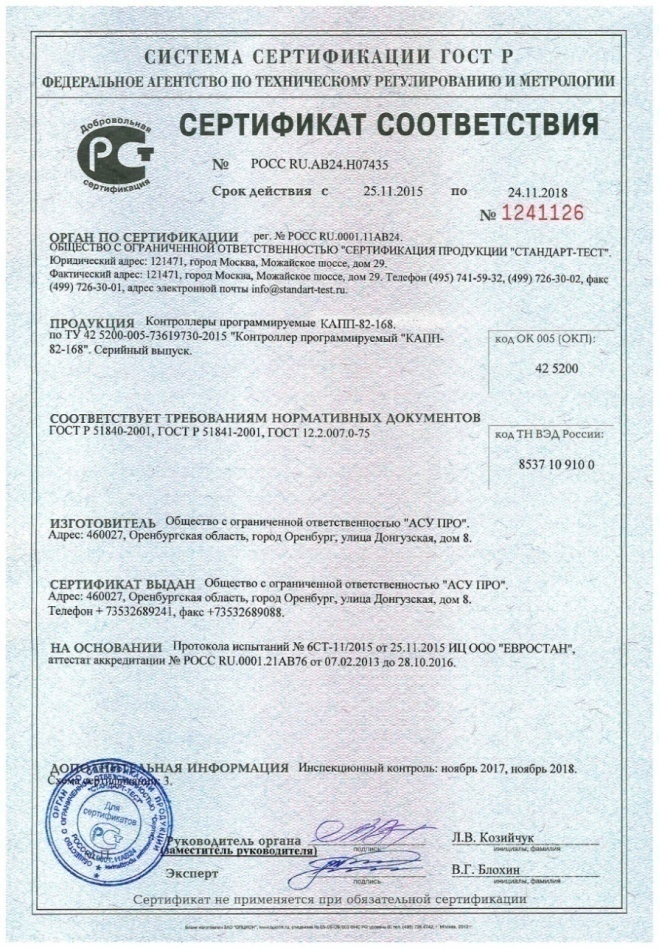 СИСТЕМА СЕРТИФИКАЦИИ ГОСТ Р
ФЕДЕРАЛЬНОЕ АГЕНТСТВО ПО ТЕХНИЧЕСКОМУ РЕГУЛИРОВАНИЮ И МЕТРОЛОГИИ
Добровольная
сертификация
СЕРТИФИКАТ СООТВЕТСТВИЯ
№ РОСС RU.АВ24.Н07435
Срок действия с 25.11.2015 по 24.11.2018
№ 1241126
ОРГАН ПО СЕРТИФИКАЦИИ рег. № РОСС RU.0001.11АВ24.
ОБЩЕСТВО С ОГРАНИЧЕННОЙ ОТВЕТСТВЕННОСТЬЮ "СЕРТИФИКАЦИЯ ПРОДУКЦИИ "СТАНДАРТ-ТЕСТ".
Юридический адрес: 121471, город Москва, Можайское шоссе, дом 29.
Фактический адрес: 121471, город Москва, Можайское шоссе, дом 29. Телефон (495) 741-59-32, (499) 726-30-02, факс
(499) 726-30-01, адрес электронной почты info@standart-test.ru.
ПРОДУКЦИЯ Контроллеры программируемые КАПП-82-168.
по ТУ 42 5200-005-73619730-2015 "Контроллер программируемый "КАПП-
82-168". Серийный выпуск.
код ОК 005 (ОКП):
42 5200
СООТВЕТСТВУЕТ ТРЕБОВАНИЯМ НОРМАТИВНЫХ ДОКУМЕНТОВ
ГОСТ Р 51840-2001, ГОСТ Р 51841-2001, ГОСТ 12.2.007.0-75
код ТН ВЭД России:
8537 10 910 0
ИЗГОТОВИТЕЛЬ Общество с ограниченной ответственностью "АСУ ПРО".
Адрес: 460027, Оренбургская область, город Оренбург, улица Донгузская, дом 8.
СЕРТИФИКАТ ВЫДАН Общество с ограниченной ответственностью "АСУ ПРО".
Адрес: 460027, Оренбургская область, город Оренбург, улица Донгузская, дом 8.
Телефон + 73532689241, факс +73532689088.
НА ОСНОВАНИИ Протокола испытаний № 6СТ-11/2015 от 25.11.2015 ИЦ ООО "ЕВРОСТАН",
аттестат аккредитации № РОСС RU.0001.21АВ76 от 07.02.2013 до 28.10.2016.
ДОПОЛНИТЕЛЬНАЯ ИНФОРМАЦИЯ Инспекционный контроль: ноябрь 2017, ноябрь 2018.
Схема сертификации: 3.
Для
сертификатов
Руководитель органа
(заместитель руководителя)
подпись
Л.В. Козийчук
инициалы, фамилия
Эксперт
подпись
В.Г. Блохин
инициалы, фамилия
Сертификат не применяется при обязательной сертификации